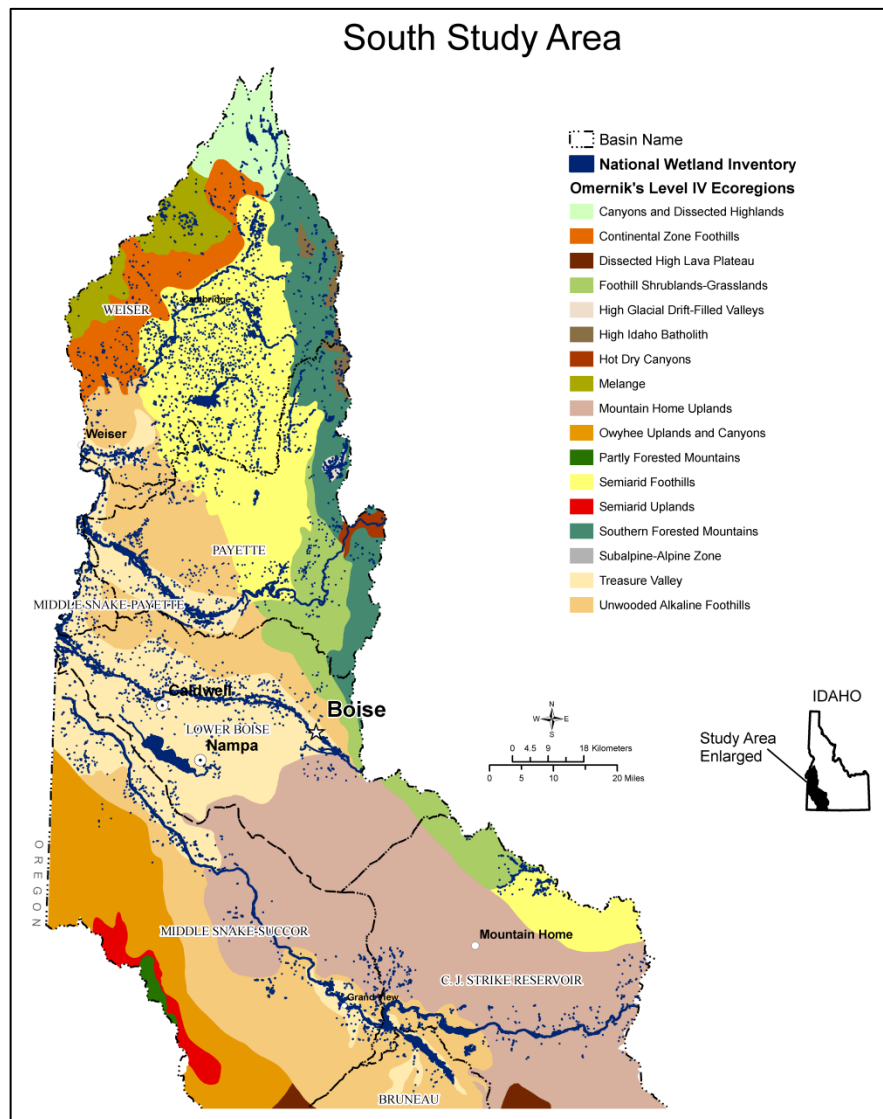 South Study Area
Basin Name
National Wetland Inventory
Omernik's Level IV Ecoregions
Canyons and Dissected Highlands
Continental Zone Foothills
Dissected High Lava Plateau
Foothill Shrublands-Grasslands
High Glacial Drift-Filled Valleys
High Idaho Batholith
Hot Dry Canyons
Melange
Mountain Home Uplands
Owyhee Uplands and Canyons
Partly Forested Mountains
Semiarid Foothills
Semiarid Uplands
Southern Forested Mountains
Subalpine-Alpine Zone
Treasure Valley
Unwooded Alkaline Foothills
Cambridge
WEISER
Weiser
PAYETTE
MIDDLE SNAKE-PAYETTE
Caldwell
Boise
LOWER BOISE
Nampa
N
W E
S
0 4.5 9 18 Kilometers
0 5 10 20 Miles
IDAHO
Study Area
Enlarged
OREGON
MIDDLE SNAKE-SUCCOR
Mountain Home
C. J. STRIKE RESERVOIR
Grand View
BRUNEAU